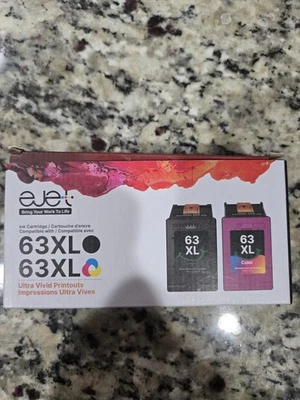 ejet
Bring Your Work To Life
Ink Cartridge / Cartouche d'encre
Compatible with / Compatible avec
63XL
63XL
Ultra Vivid Printouts
Impressions Ultra Vives
63
XL
63
XL
Color